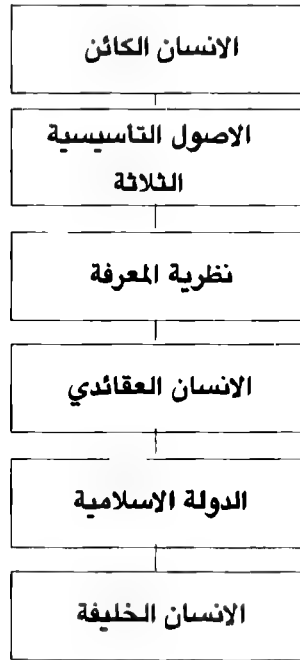 الانسان الكائن
الاصول التاسيسية
الثلاثة
نظرية المعرفة
الانسان العقائدي
الدولة الاسلامية
الانسان الخليفة